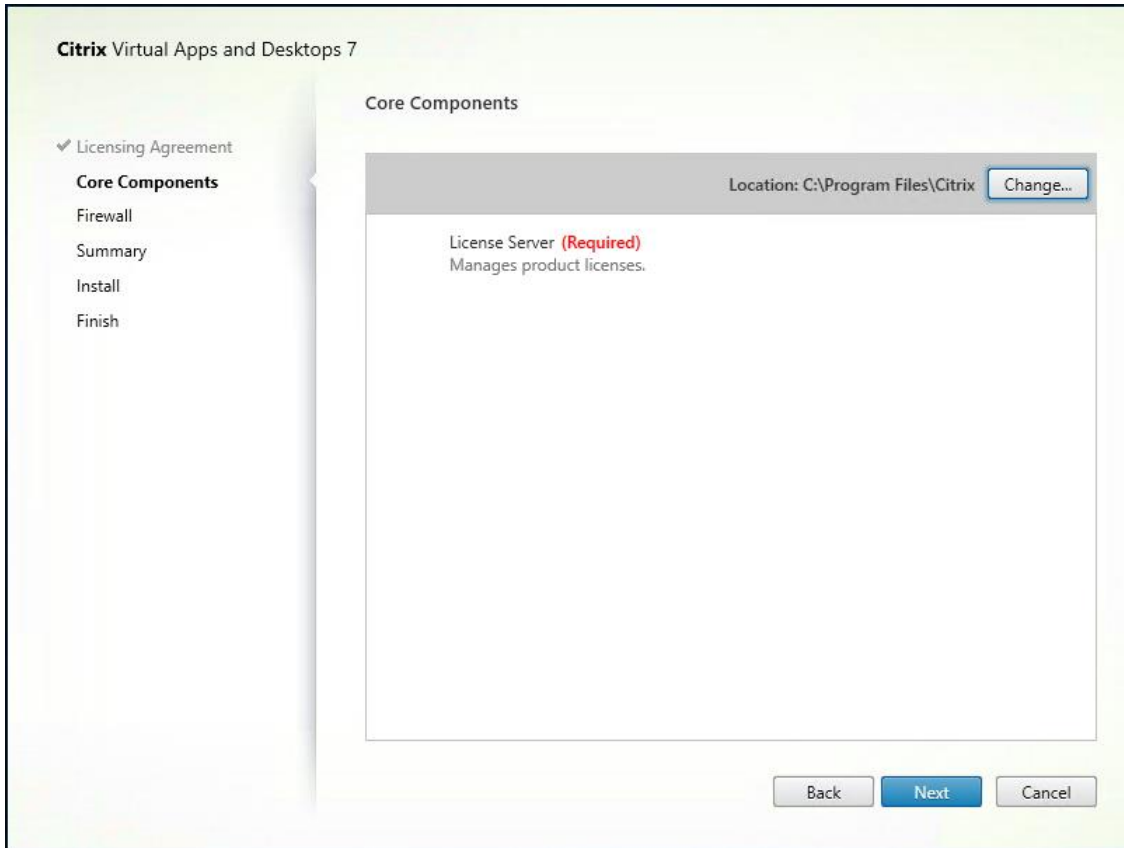 Citrix Virtual Apps and Desktops 7
Core Components
Licensing Agreement
Core Components
Firewall
Summary
Install
Finish
Location: C:\Program Files\Citrix
Change...
License Server (Required)
Manages product licenses.
Back
Next
Cancel